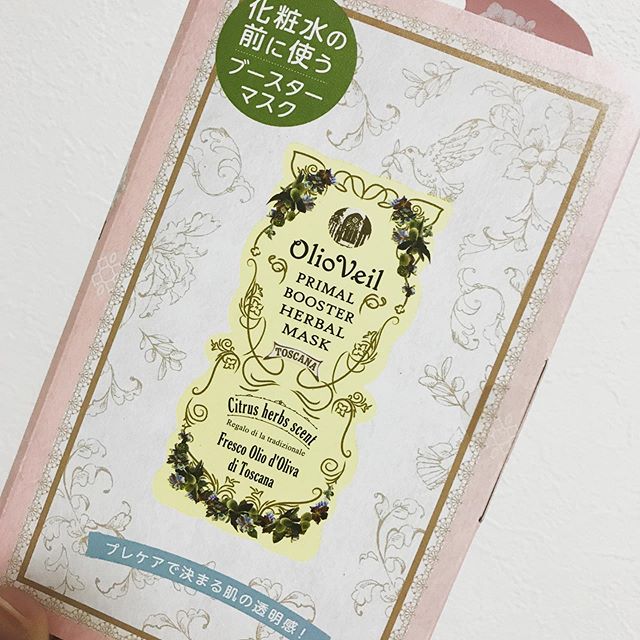 化粧水の
前に使う
ブースター
マスク
OlioVeil
PRIMAL
BOOSTER
HERBAL
MASK
TOSCANA
Citrus herbs scent
Regalo di la tradizionale
Fresco Olio d'Oliva
di Toscana
プレケアで決まる肌の透明感!